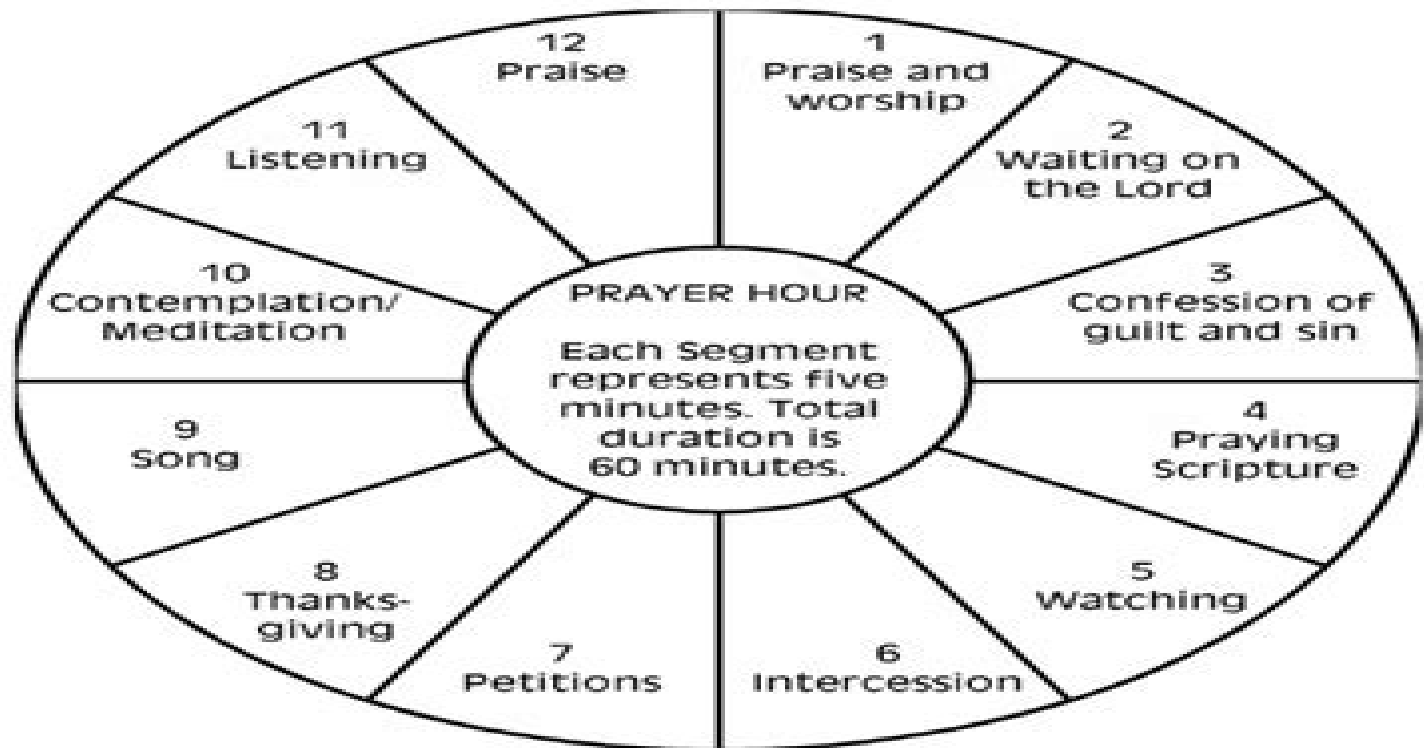 12
Praise
1
Praise and
worship
2
Waiting on
the Lord
3
Confession of
guilt and sin
4
Praying
Scripture
5
Watching
6
Intercession
7
Petitions
8
Thanks-
giving
9
Song
10
Contemplation/
Meditation
11
Listening
PRAYER HOUR
Each Segment
represents five
minutes. Total
duration is
60 minutes.